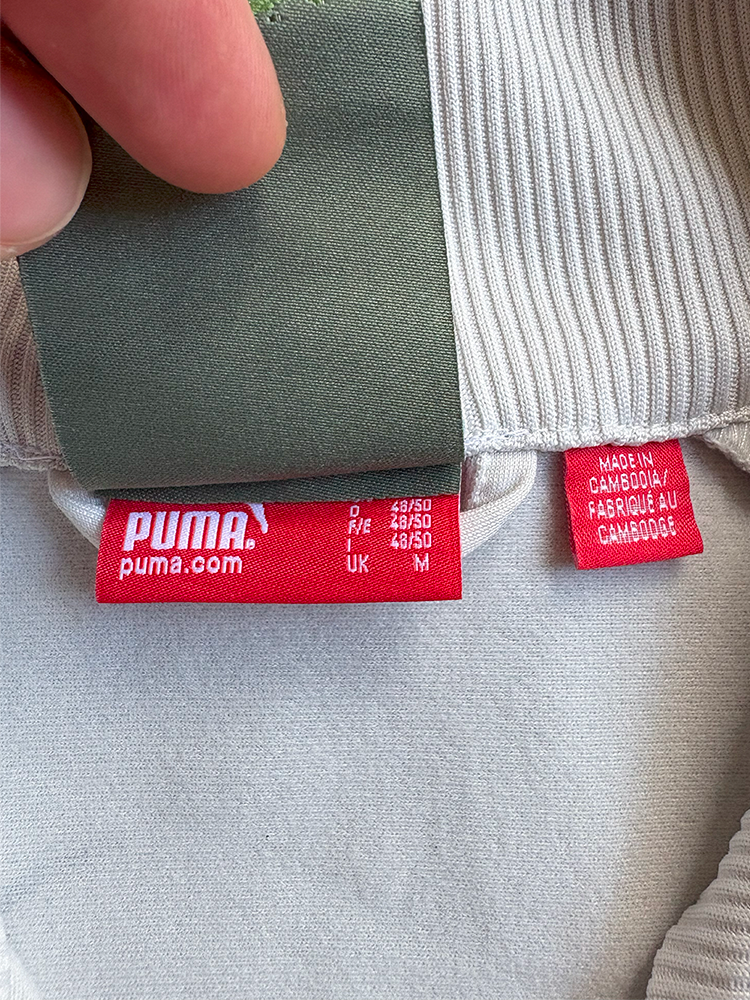 PUMA®
puma.com
D 48/50
F/E 48/50
I 48/50
UK M
MADE IN
CAMBODIA/
FABRIQUÉ AU
CAMBODGE